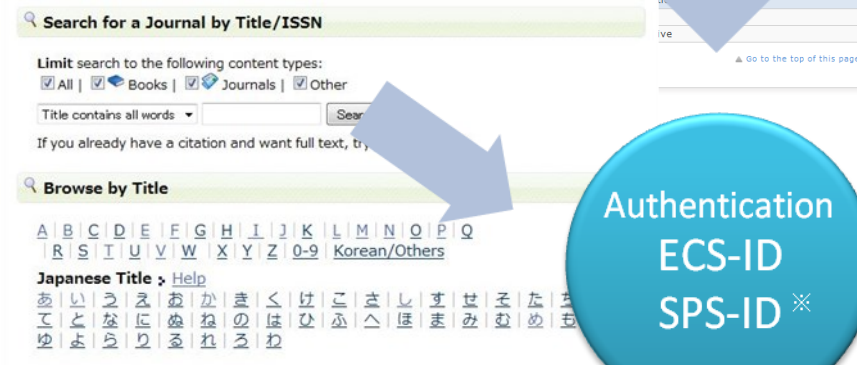 Search for a Journal by Title/ISSN
Limit search to the following content types:
All | Books | Journals | Other
Title contains all words
If you already have a citation and want full text,
Browse by Title
A | B | C | D | E | F | G | H | I | J | K | L | M | N | O | P | Q
| R | S | T | U | V | W | X | Y | Z | 0-9 | Korean/Others
Japanese Title : Help
あ | い | う | え | お | か | き | く | け | こ | さ | し | す | せ | そ | た |
て | と | な | に | ぬ | ね | の | は | ひ | ふ | へ | ほ | ま | み | む | め | も
ゆ | よ | ら | り | る | れ | ろ | わ
Go to the top of this page
Authentication
ECS-ID
SPS-ID ※